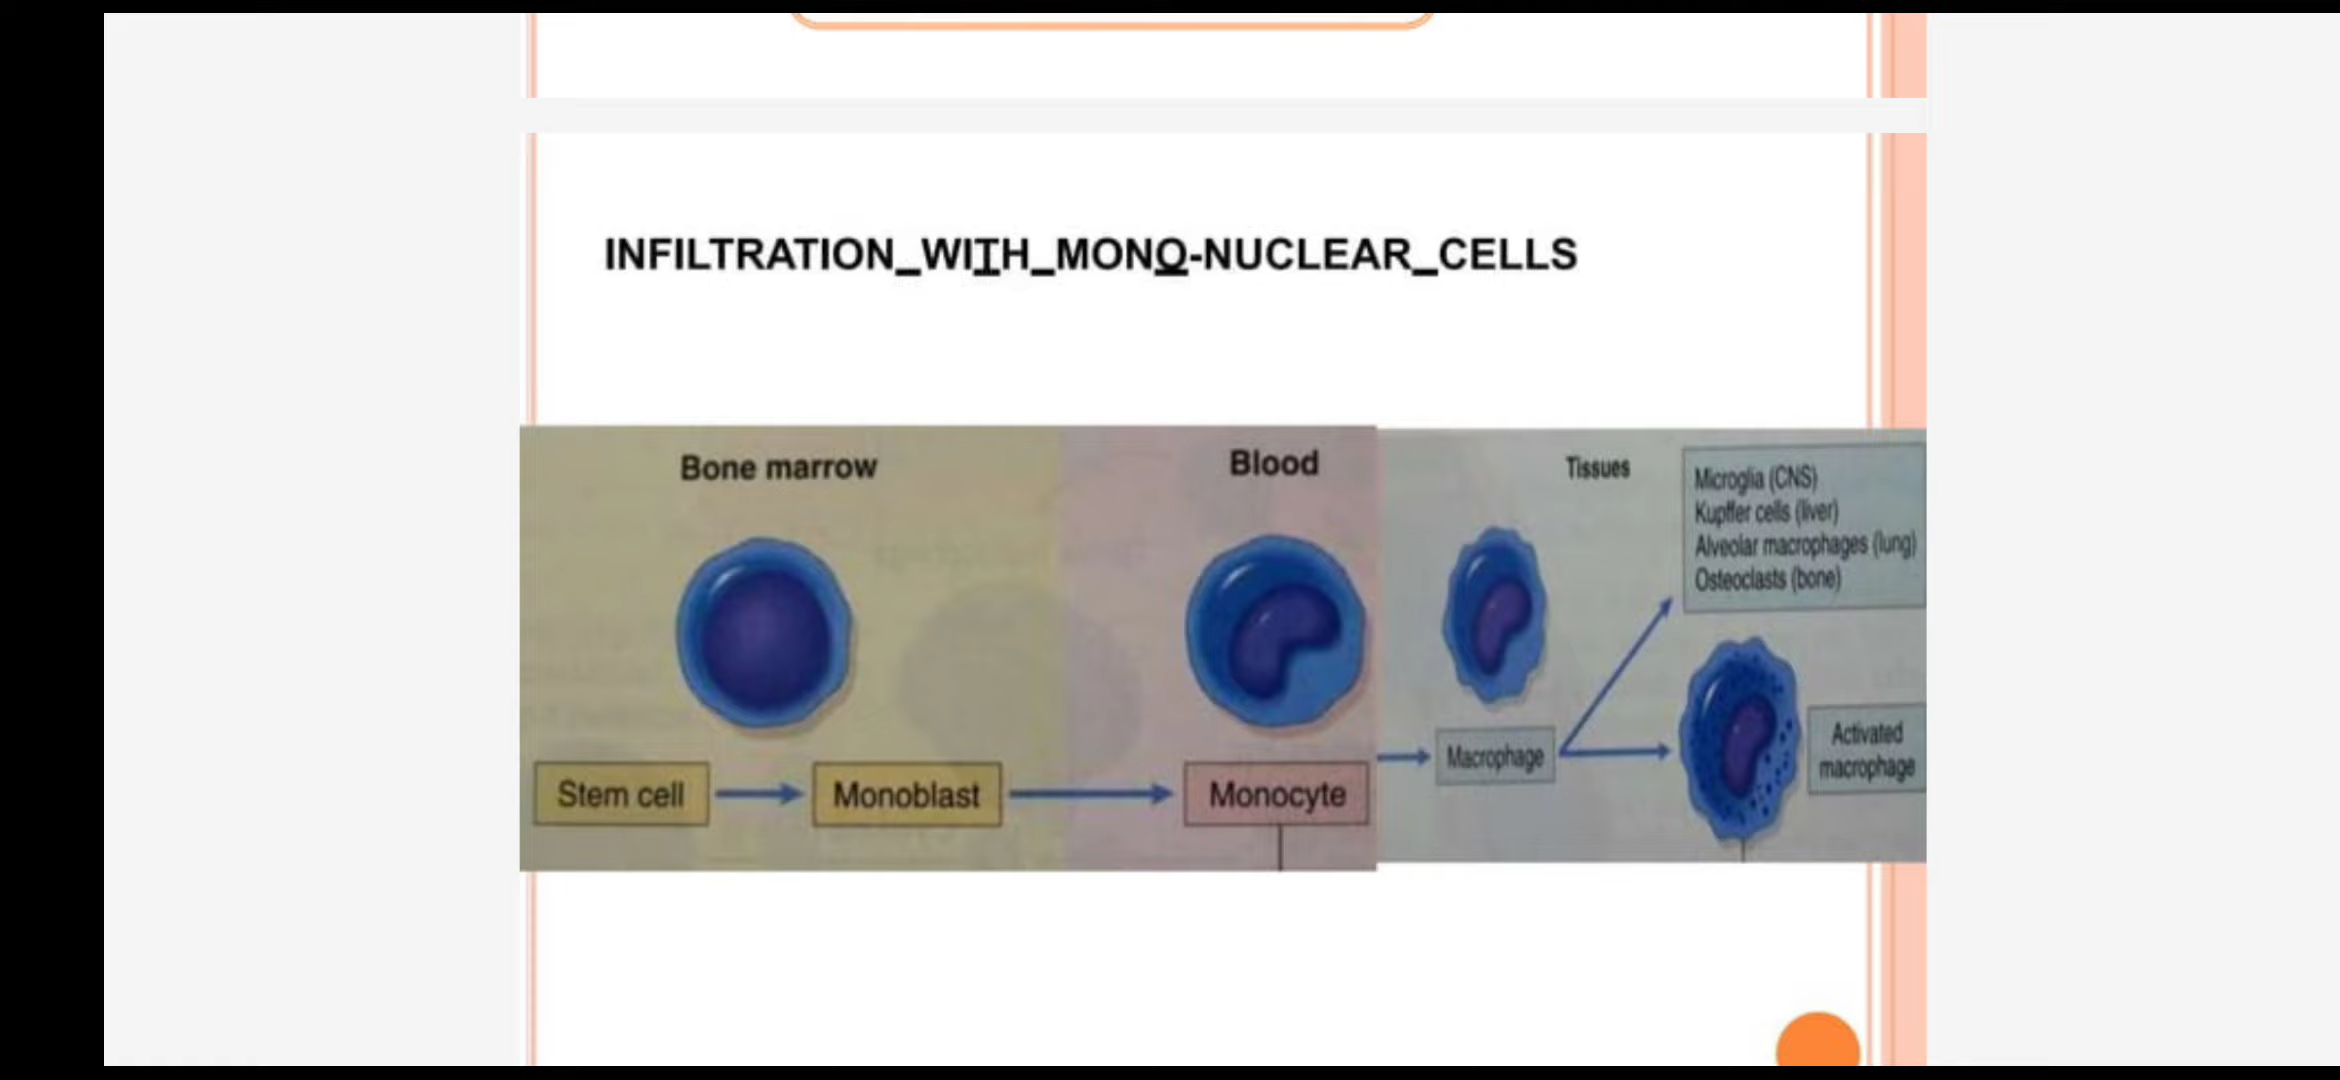 INFILTRATION_WITH_MONO-NUCLEAR_CELLS
Bone marrow
Blood
Tissues
Microglia (CNS)
Kupffer cells (liver)
Alveolar macrophages (lung)
Osteoclasts (bone)
Stem cell
Monoblast
Monocyte
Macrophage
Activated
macrophage